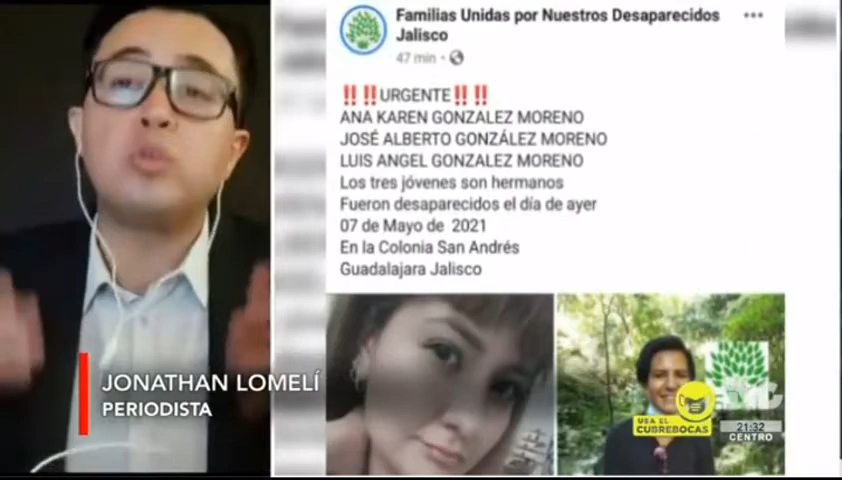 Familias Unidas por Nuestros Desaparecidos
Jalisco
47 min
‼️‼️URGENTE‼️‼️
ANA KAREN GONZALEZ MORENO
JOSÉ ALBERTO GONZÁLEZ MORENO
LUIS ANGEL GONZALEZ MORENO
Los tres jóvenes son hermanos
Fueron desaparecidos el día de ayer
07 de Mayo de 2021
En la Colonia San Andrés
Guadalajara Jalisco
JONATHAN LOMELÍ
PERIODISTA
USA EL
CUBREBOCAS
21:32
CENTRO